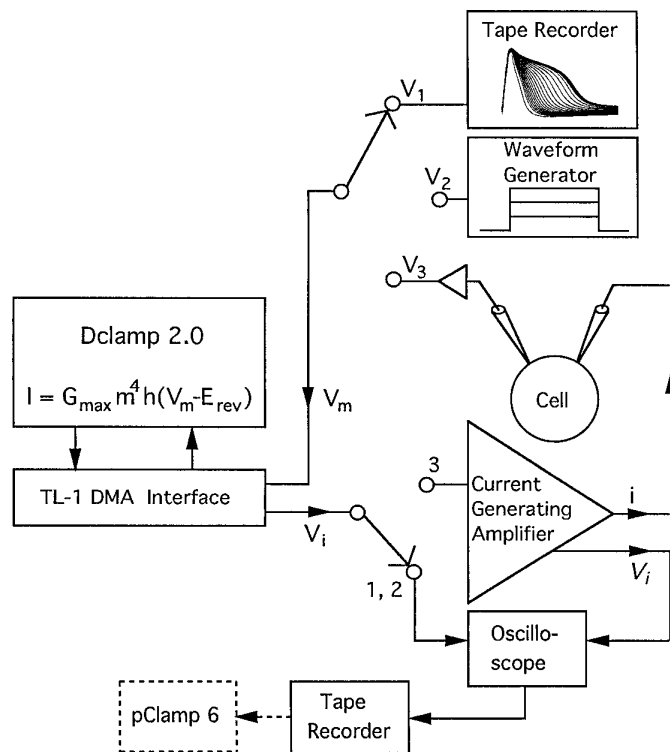 Tape Recorder
V1
Waveform
Generator
V2
V3
Dclamp 2.0
I = Gmax m^4 h(Vm-Erev)
Vm
Cell
TL-1 DMA Interface
3
Current
Generating
Amplifier
i
Vi
Vi
1, 2
Oscillo-
scope
pClamp 6
Tape
Recorder